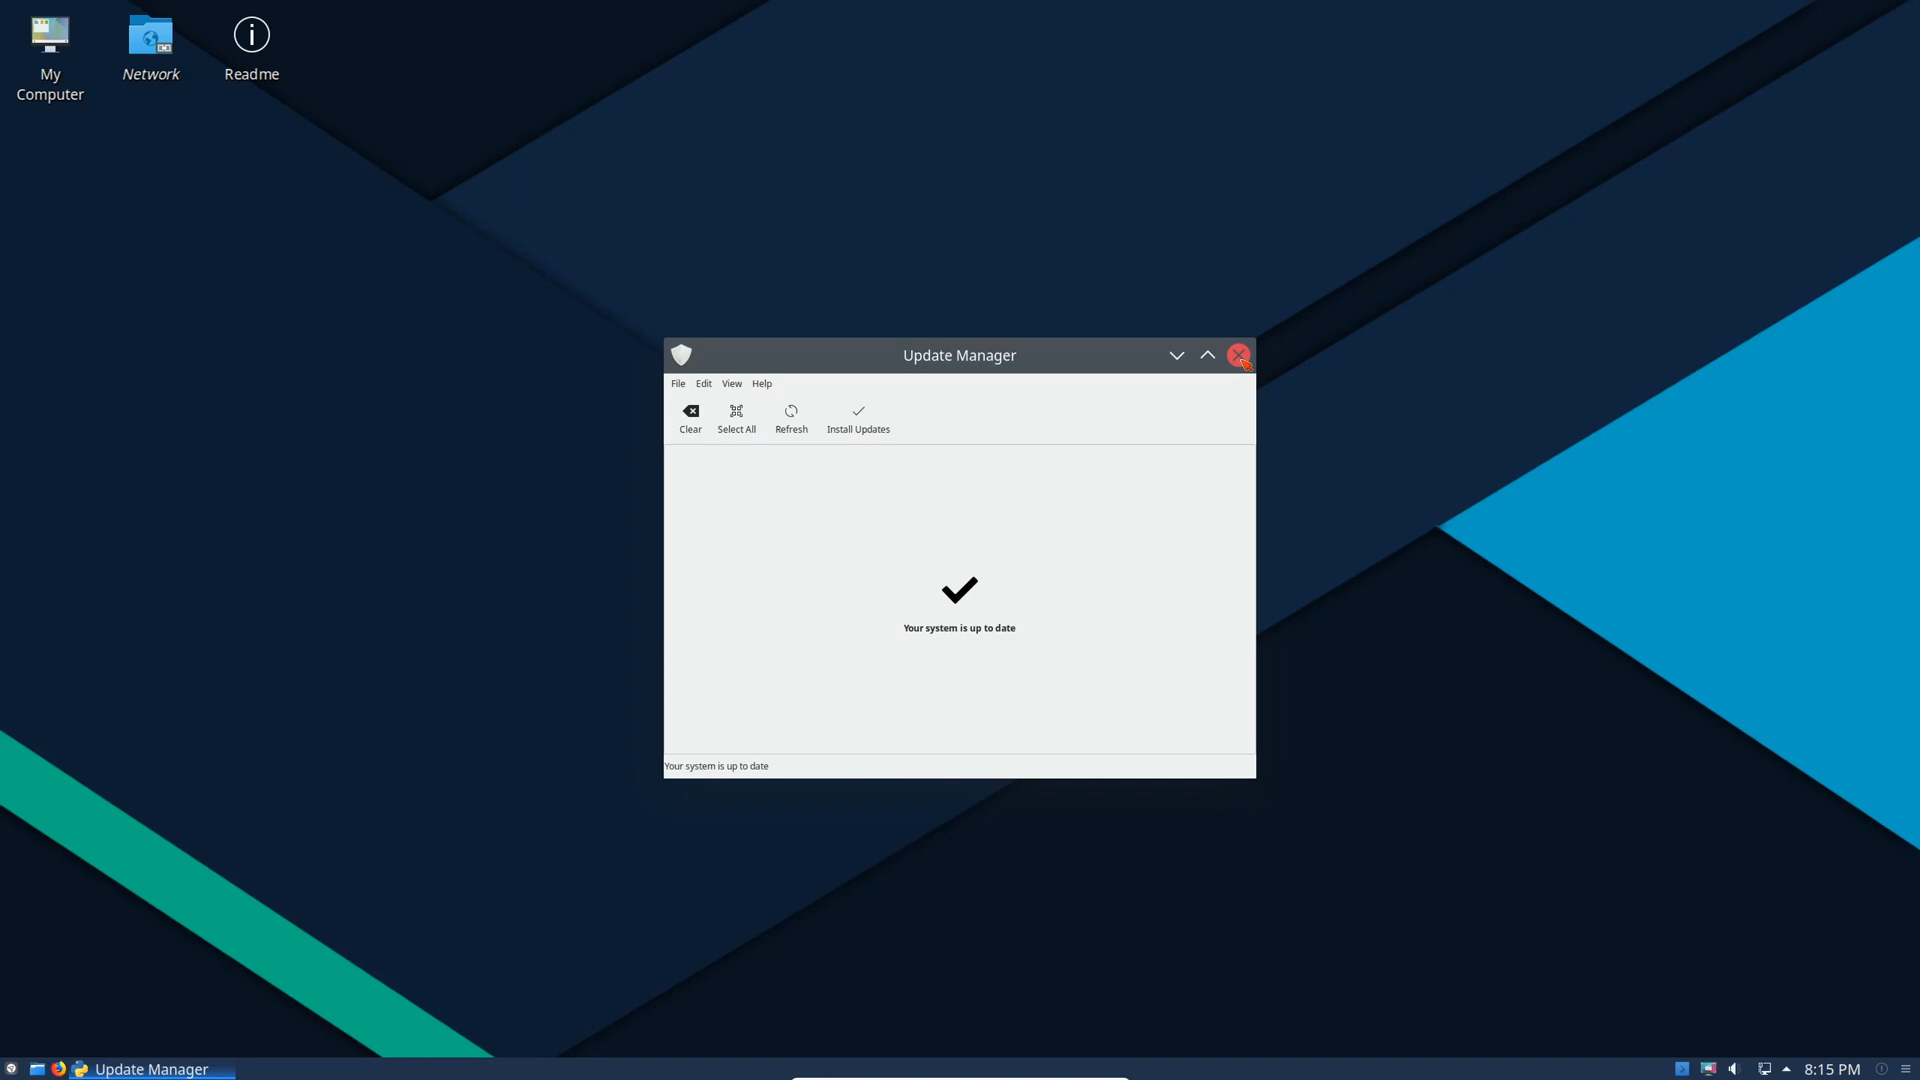 My
Computer
Network
Readme
Update Manager
File Edit View Help
Clear Select All Refresh Install Updates
Your system is up to date
Your system is up to date
Update Manager
8:15 PM